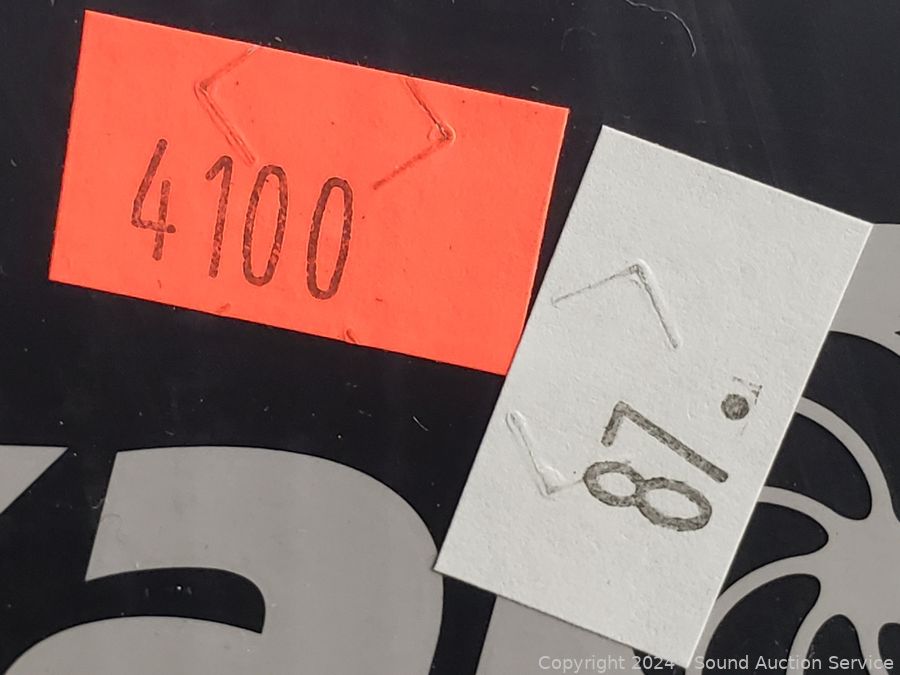 4100
87.
a
Copyright 2024 - Sound Auction Service